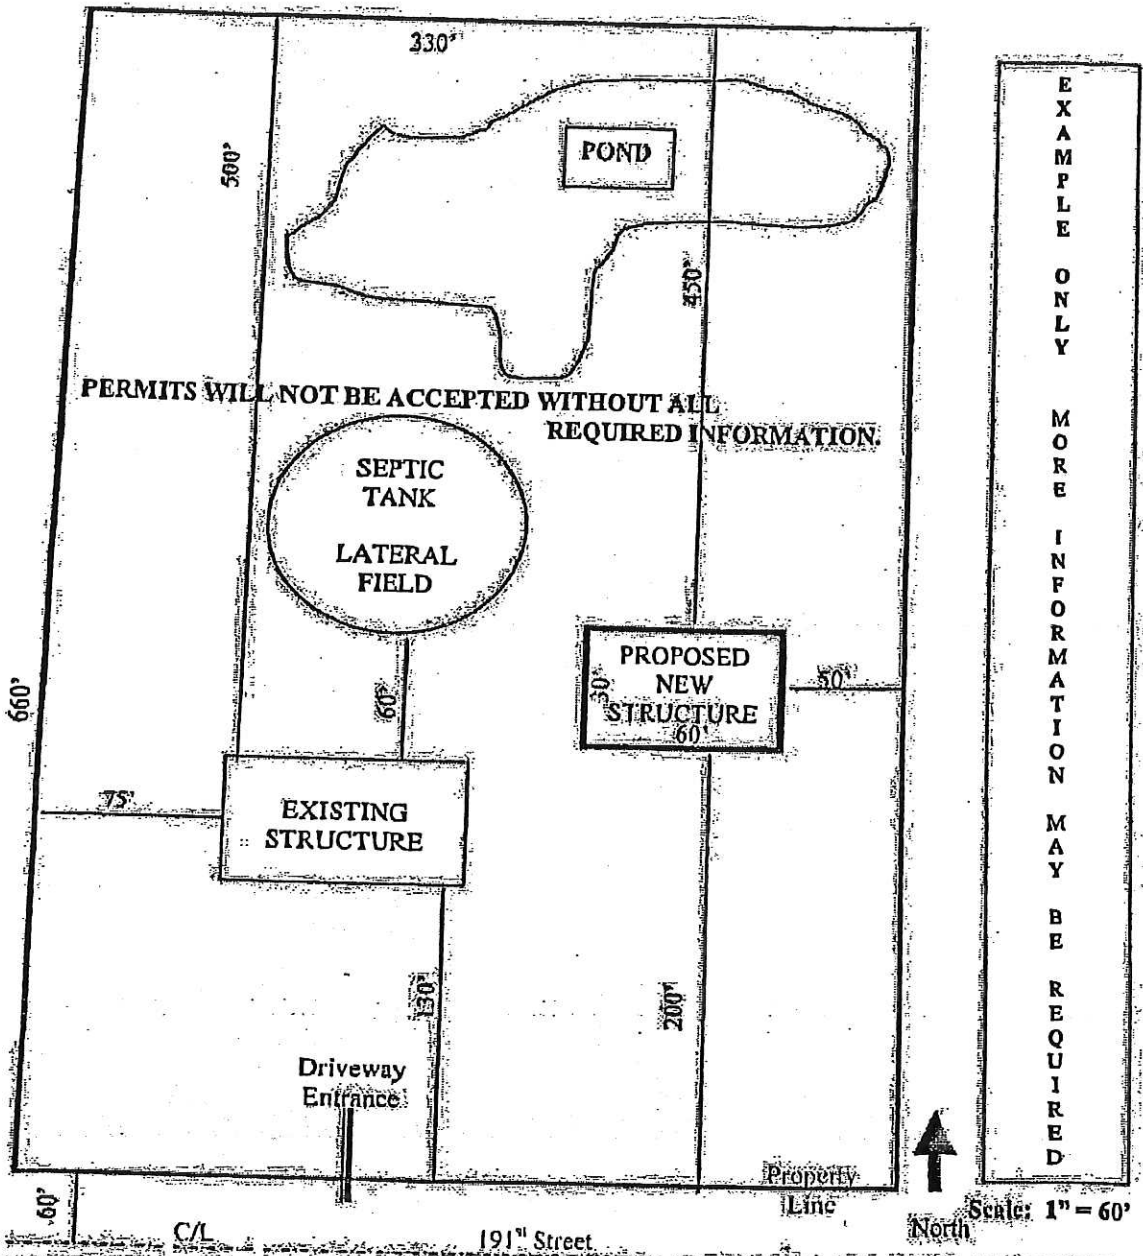 330'
500'
POND
450'
PERMITS WILL NOT BE ACCEPTED WITHOUT ALL
REQUIRED INFORMATION.
SEPTIC
TANK
LATERAL
FIELD
660'
60'
PROPOSED
NEW
STRUCTURE
30'
60'
50'
75'
EXISTING
STRUCTURE
130'
200'
Driveway
Entrance
Property
Line
60'
C/L
191st Street
North
Scale: 1" = 60'
EXAMPLE ONLY MORE INFORMATION MAY BE REQUIRED